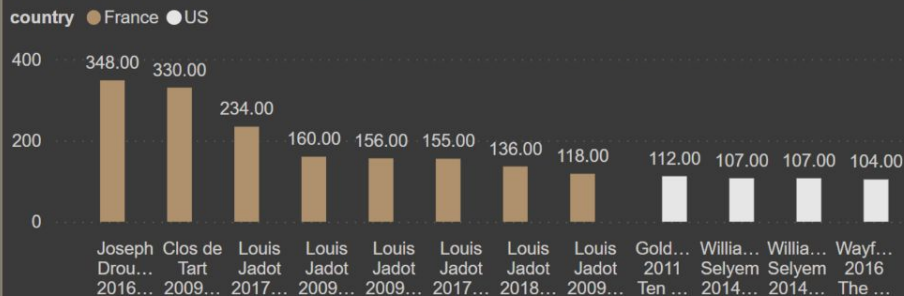 country France US
400
348.00
330.00
234.00
160.00 156.00 155.00
136.00
118.00
112.00 107.00 107.00 104.00
200
0
Joseph Clos de Louis Louis Louis Louis Louis Louis Gold… Willia… Willia… Wayf…
Drou… Tart Jadot Jadot Jadot Jadot Jadot Jadot 2011 Selyem Selyem 2016
2016… 2009… 2017… 2009… 2009… 2017… 2018… 2009… Ten … 2014… 2014… The …